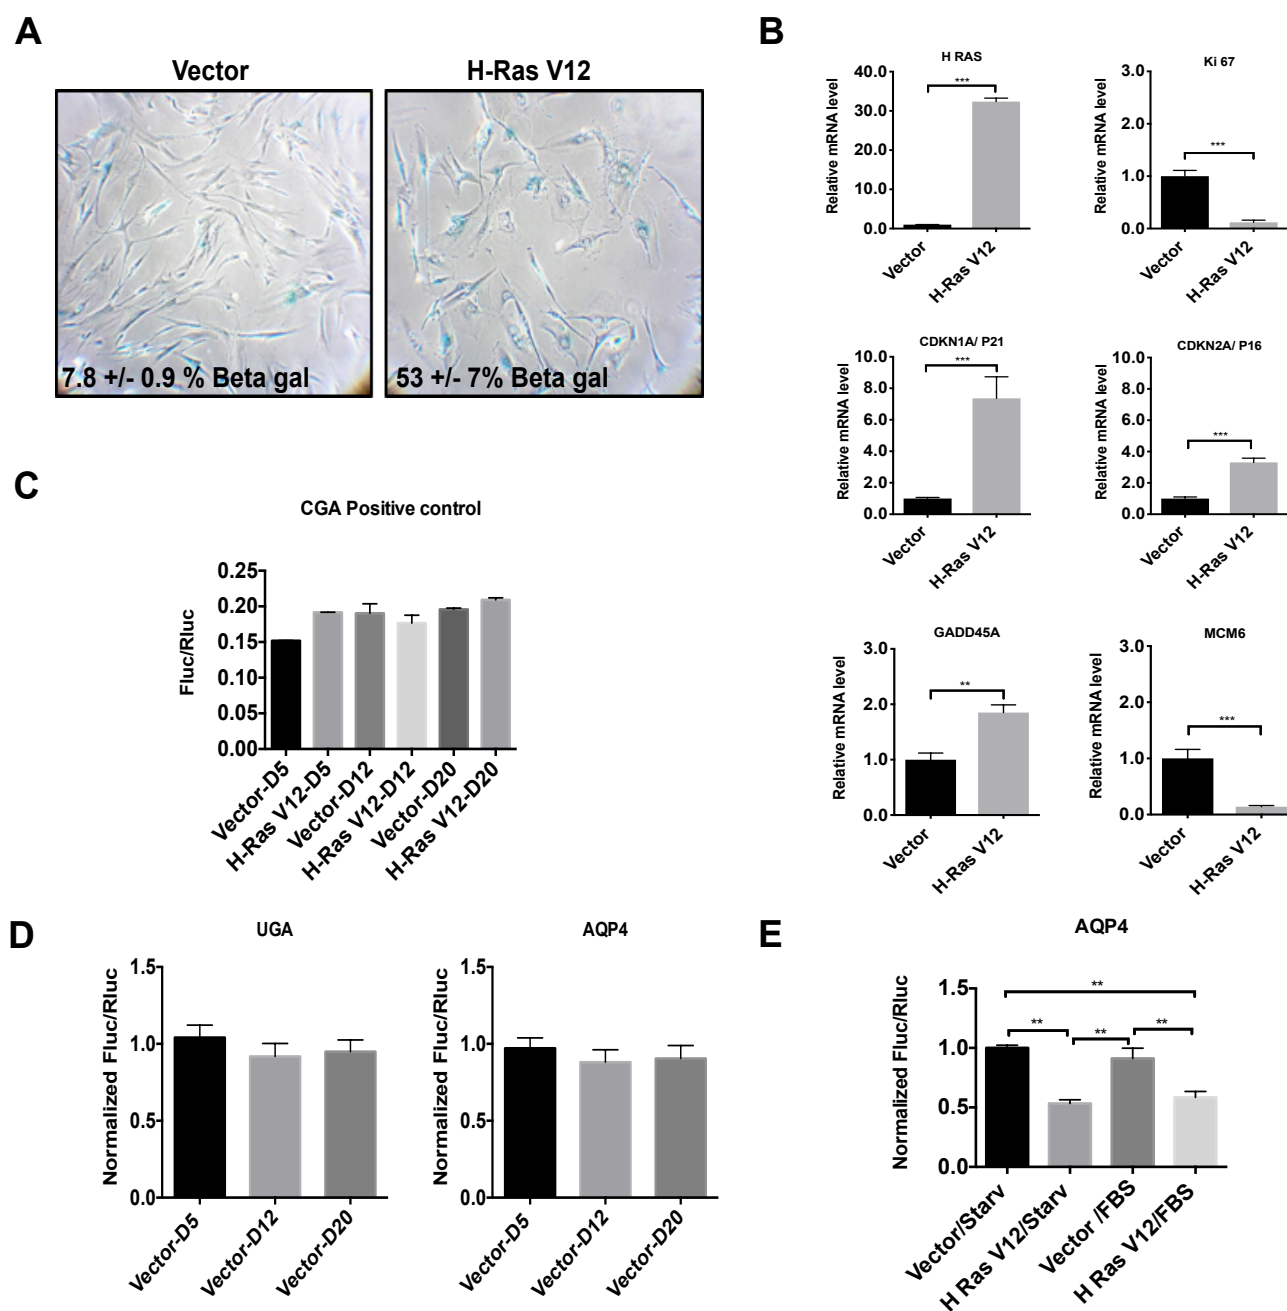 A
Vector
H-Ras V12
7.8 +/- 0.9 % Beta gal
53 +/- 7% Beta gal
B
H RAS
Relative mRNA level
40.0
30.0
20.0
10.0
0.0
***
Vector
H-Ras V12
Ki 67
Relative mRNA level
3.0
2.0
1.0
0.0
***
Vector
H-Ras V12
CDKN1A/ P21
Relative mRNA level
10.0
8.0
6.0
4.0
2.0
0.0
***
Vector
H-Ras V12
CDKN2A/ P16
Relative mRNA level
10.0
8.0
6.0
4.0
2.0
0.0
***
Vector
H-Ras V12
GADD45A
Relative mRNA level
3.0
2.0
1.0
0.0
**
Vector
H-Ras V12
MCM6
Relative mRNA level
3.0
2.0
1.0
0.0
***
Vector
H-Ras V12
C
CGA Positive control
Fluc/Rluc
0.25
0.20
0.15
0.10
0.05
0.00
Vector-D5
H-Ras V12-D5
Vector-D12
H-Ras V12-D12
Vector-D20
H-Ras V12-D20
D
UGA
Normalized Fluc/Rluc
1.5
1.0
0.5
0.0
Vector-D5
Vector-D12
Vector-D20
AQP4
Normalized Fluc/Rluc
1.5
1.0
0.5
0.0
Vector-D5
Vector-D12
Vector-D20
E
AQP4
Normalized Fluc/Rluc
1.5
1.0
0.5
0.0
**
**
**
**
Vector/Starv
H Ras V12/Starv
Vector /FBS
H Ras V12/FBS